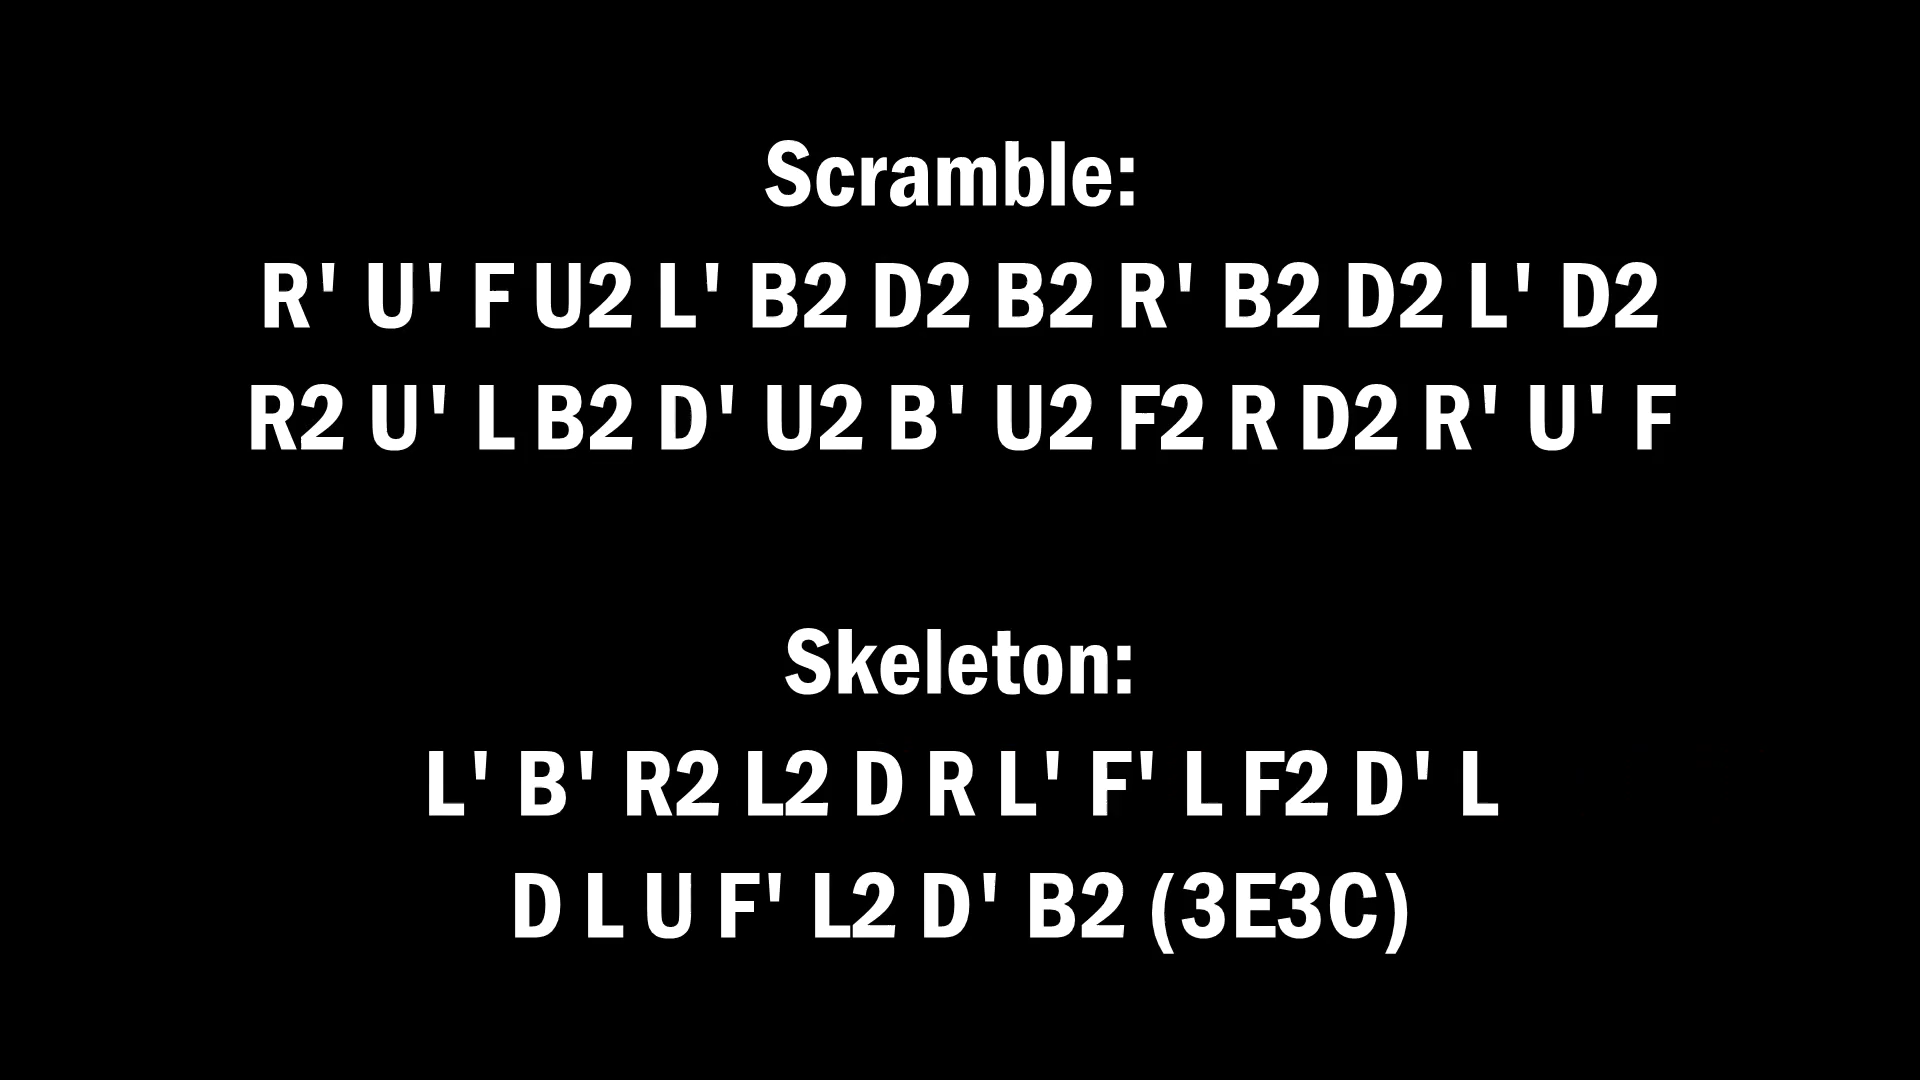 Scramble:
R' U' F U2 L' B2 D2 B2 R' B2 D2 L' D2
R2 U' L B2 D' U2 B' U2 F2 R D2 R' U' F
Skeleton:
L' B' R2 L2 D R L' F' L F2 D' L
D L U F' L2 D' B2 (3E3C)